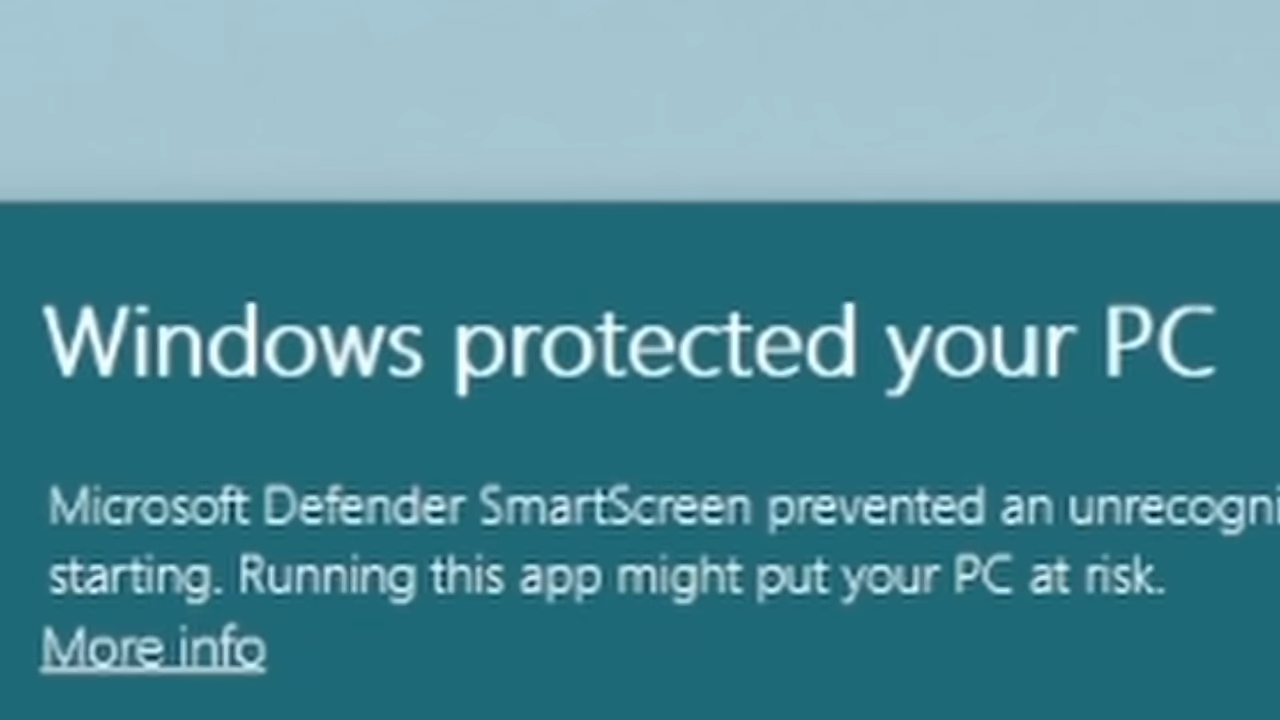 Windows protected your PC
Microsoft Defender SmartScreen prevented an
starting. Running this app might put your PC at risk.
More info